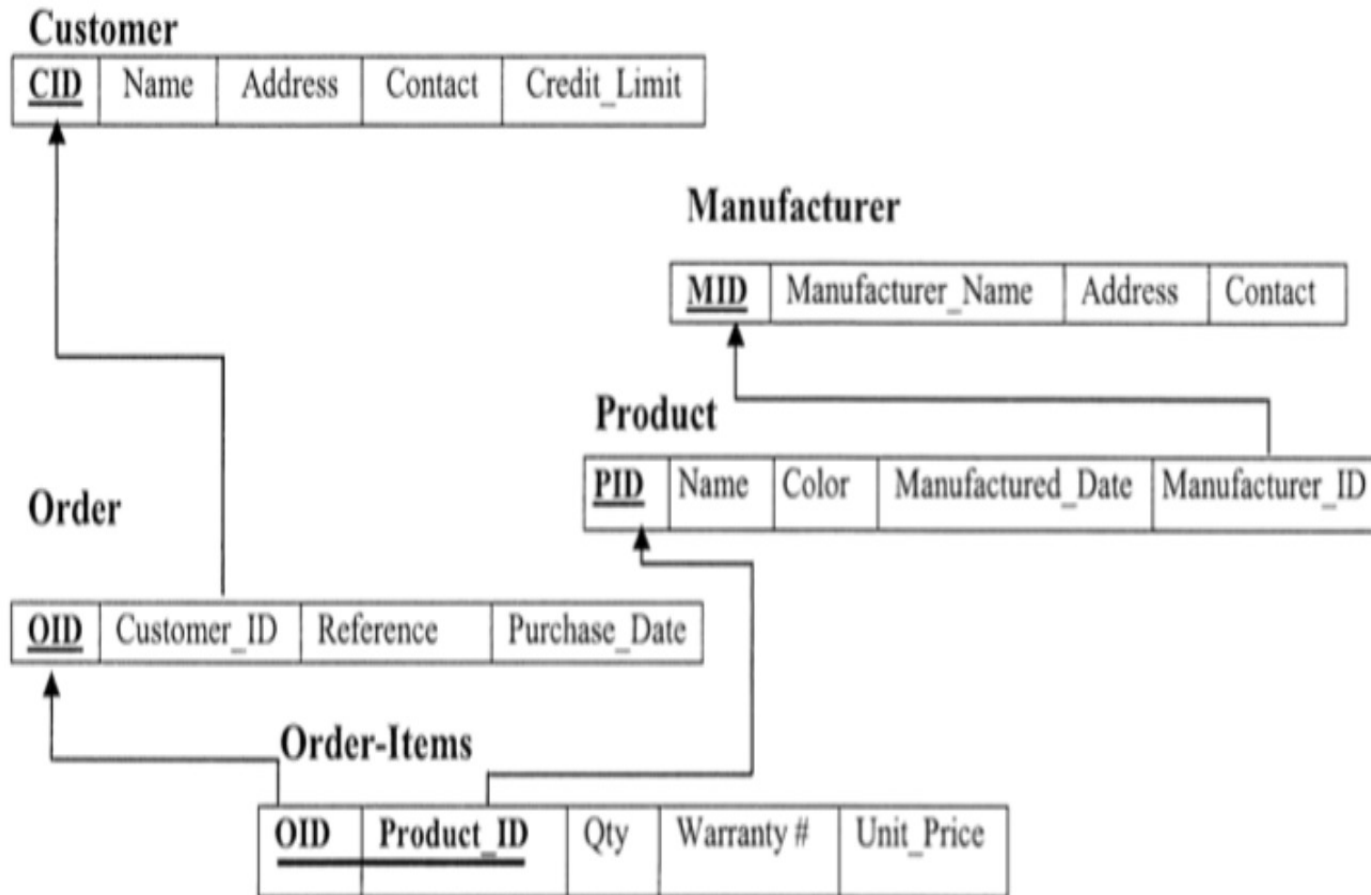 Customer
CID Name Address Contact Credit_Limit
Manufacturer
MID Manufacturer_Name Address Contact
Product
PID Name Color Manufactured_Date Manufacturer_ID
Order
OID Customer_ID Reference Purchase_Date
Order-Items
OID Product_ID Qty Warranty # Unit_Price